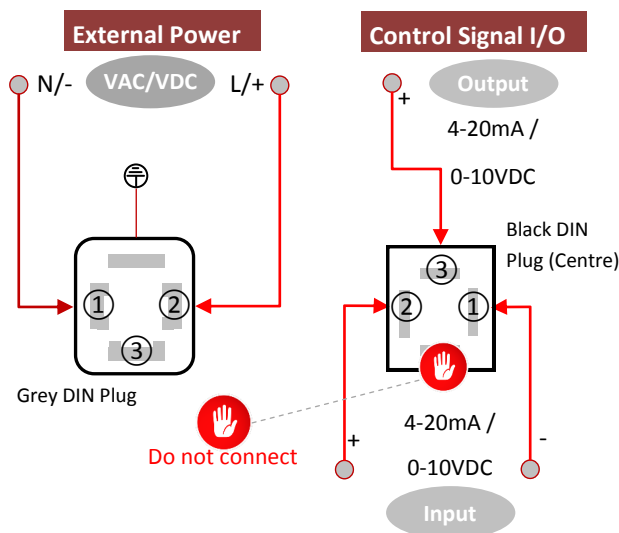 External Power
N/-
VAC/VDC
L/+
1
2
3
Grey DIN Plug
Do not connect
Control Signal I/O
Output
+
4-20mA /
0-10VDC
Black DIN
Plug (Centre)
3
2
1
+
4-20mA /
-
0-10VDC
Input